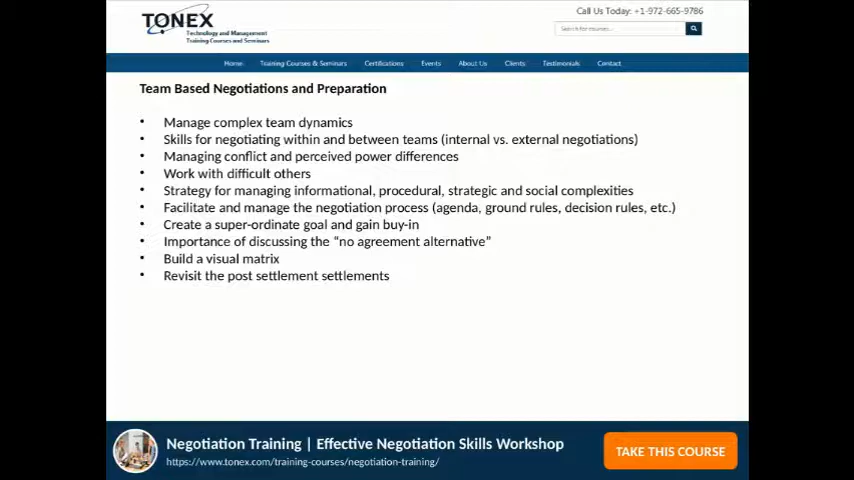 TONEX
Technology and Management
Training Courses and Seminars
Call Us Today: +1-972-665-9786
Search for courses...
Home Training Courses & Seminars Certifications Events About Us Clients Testimonials Contact
Team Based Negotiations and Preparation
• Manage complex team dynamics
• Skills for negotiating within and between teams (internal vs. external negotiations)
• Managing conflict and perceived power differences
• Work with difficult others
• Strategy for managing informational, procedural, strategic and social complexities
• Facilitate and manage the negotiation process (agenda, ground rules, decision rules, etc.)
• Create a super-ordinate goal and gain buy-in
• Importance of discussing the “no agreement alternative”
• Build a visual matrix
• Revisit the post settlement settlements
Negotiation Training | Effective Negotiation Skills Workshop
https://www.tonex.com/training-courses/negotiation-training/
TAKE THIS COURSE